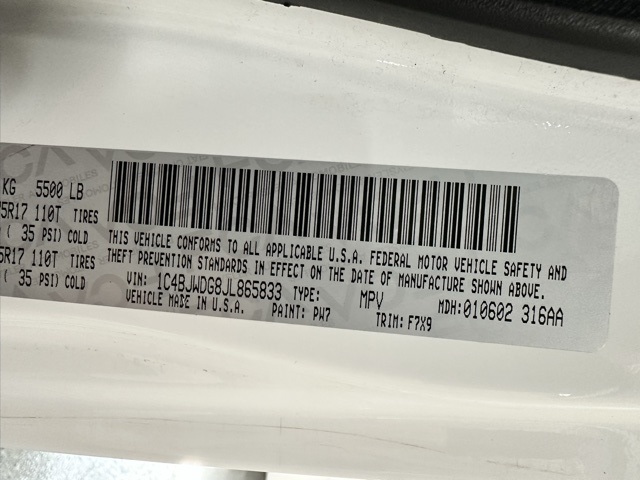 KG 5500 LB
5R17 110T TIRES
( 35 PSI) COLD
5R17 110T TIRES
( 35 PSI) COLD
THIS VEHICLE CONFORMS TO ALL APPLICABLE U.S.A. FEDERAL MOTOR VEHICLE SAFETY AND
THEFT PREVENTION STANDARDS IN EFFECT ON THE DATE OF MANUFACTURE SHOWN ABOVE.
VIN: 1C4BJWDG8JL865833 TYPE: MPV MDH:010602 316AA
VEHICLE MADE IN U.S.A. PAINT: PW7 TRIM: F7X9